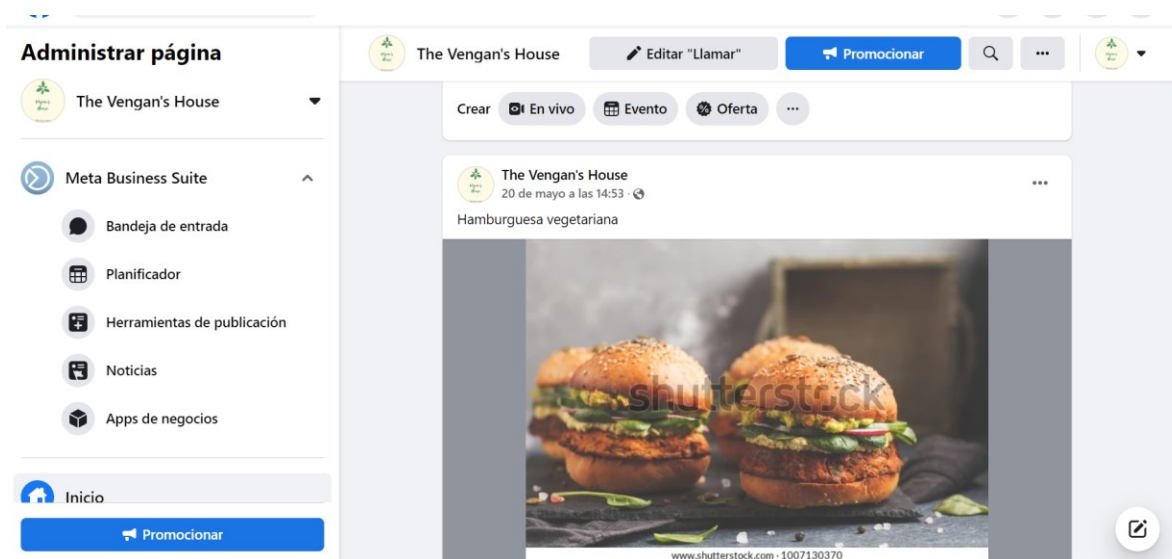 Administrar página
The Vengan's House
Meta Business Suite
Bandeja de entrada
Planificador
Herramientas de publicación
Noticias
Apps de negocios
Inicio
Promocionar
The Vengan's House
Editar "Llamar"
Promocionar
Crear
En vivo
Evento
Oferta
The Vengan's House
20 de mayo a las 14:53 ·
Hamburguesa vegetariana
shutterstock
www.shutterstock.com · 1007130370